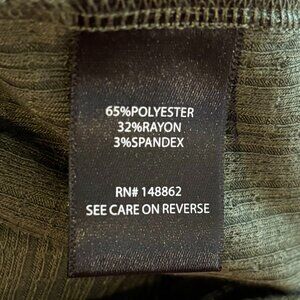 65%POLYESTER
32%RAYON
3%SPANDEX
RN# 148862
SEE CARE ON REVERSE